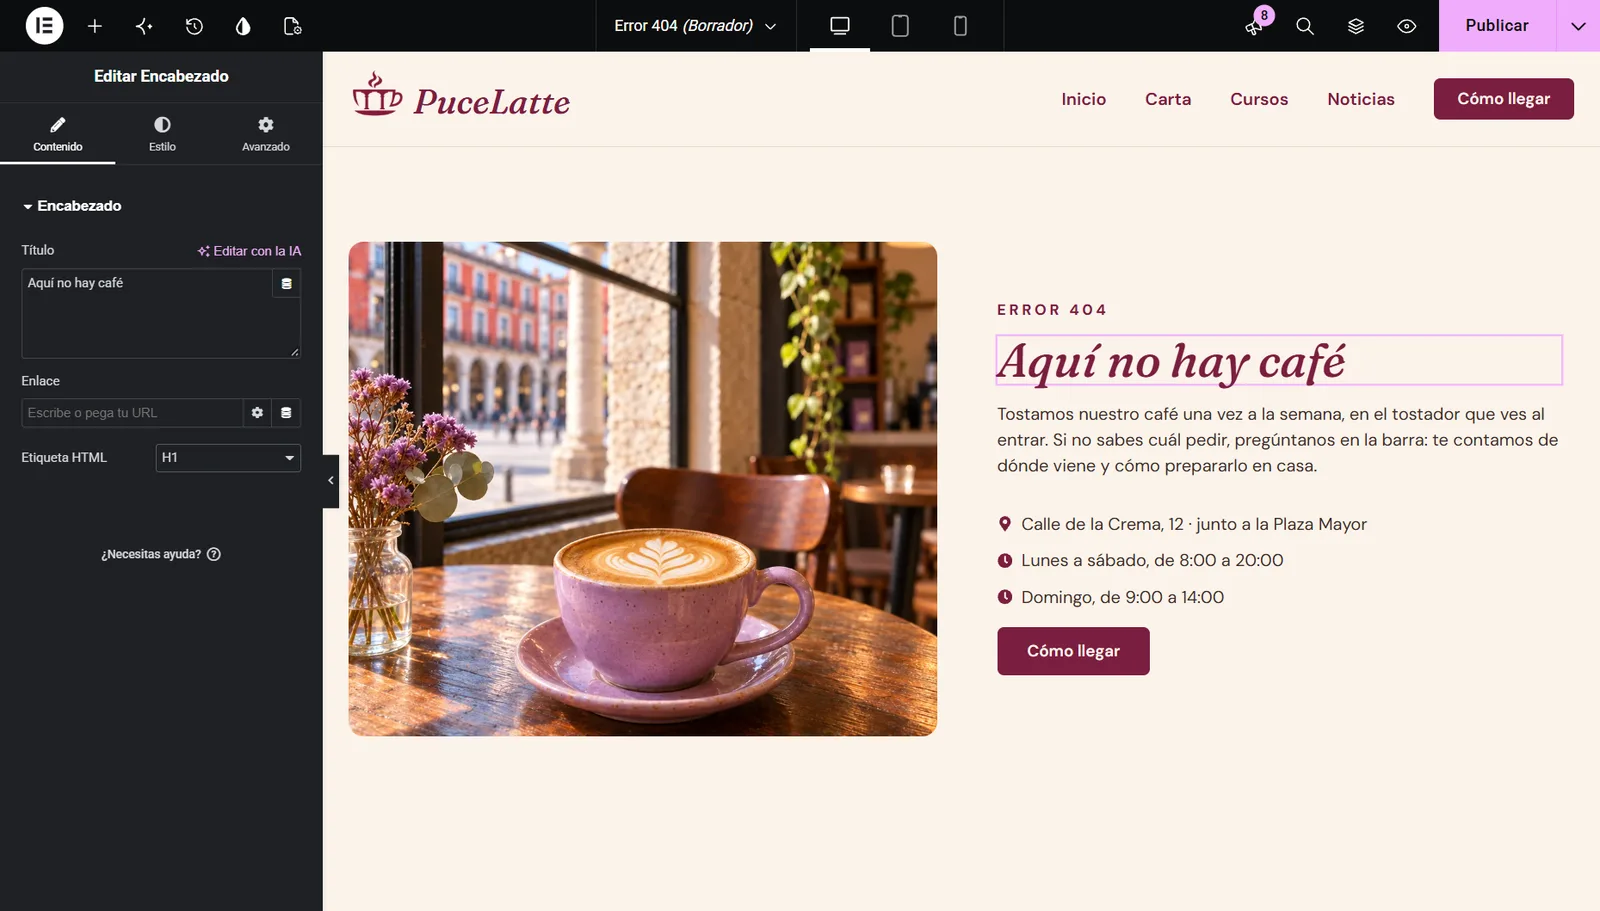 Error 404 (Borrador)
8
Publicar
Editar Encabezado
Contenido
Estilo
Avanzado
Encabezado
Título
Editar con la IA
Aquí no hay café
Enlace
Escribe o pega tu URL
Etiqueta HTML
H1
¿Necesitas ayuda?
PuceLatte
Inicio
Carta
Cursos
Noticias
Cómo llegar
ERROR 404
Aquí no hay café
Tostamos nuestro café una vez a la semana, en el tostador que ves al
entrar. Si no sabes cuál pedir, pregúntanos en la barra: te contamos de
dónde viene y cómo prepararlo en casa.
Calle de la Crema, 12 · junto a la Plaza Mayor
Lunes a sábado, de 8:00 a 20:00
Domingo, de 9:00 a 14:00
Cómo llegar